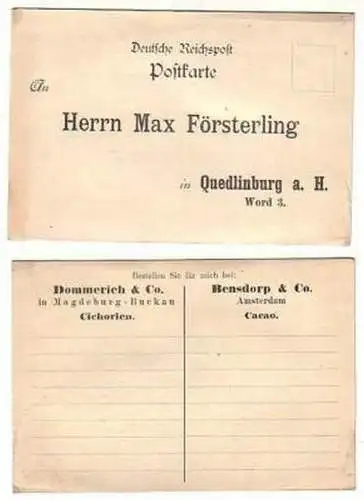 Deutsche Reichspost
Postkarte
An
Herrn Max Försterling
in Quedlinburg a. H.
Word 3.
Bestellen Sie für mich bei:
Dommerich & Co.
in Magdeburg-Buckau
Cichorien.
Bensdorp & Co.
Amsterdam
Cacao.